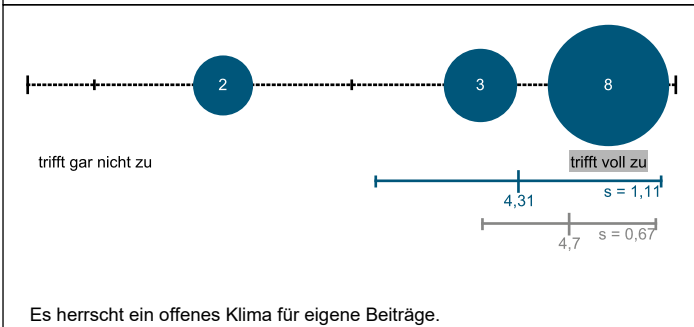 2 3 8
trifft gar nicht zu trifft voll zu
s = 1,11
4,31
s = 0,67
4,7
Es herrscht ein offenes Klima für eigene Beiträge.